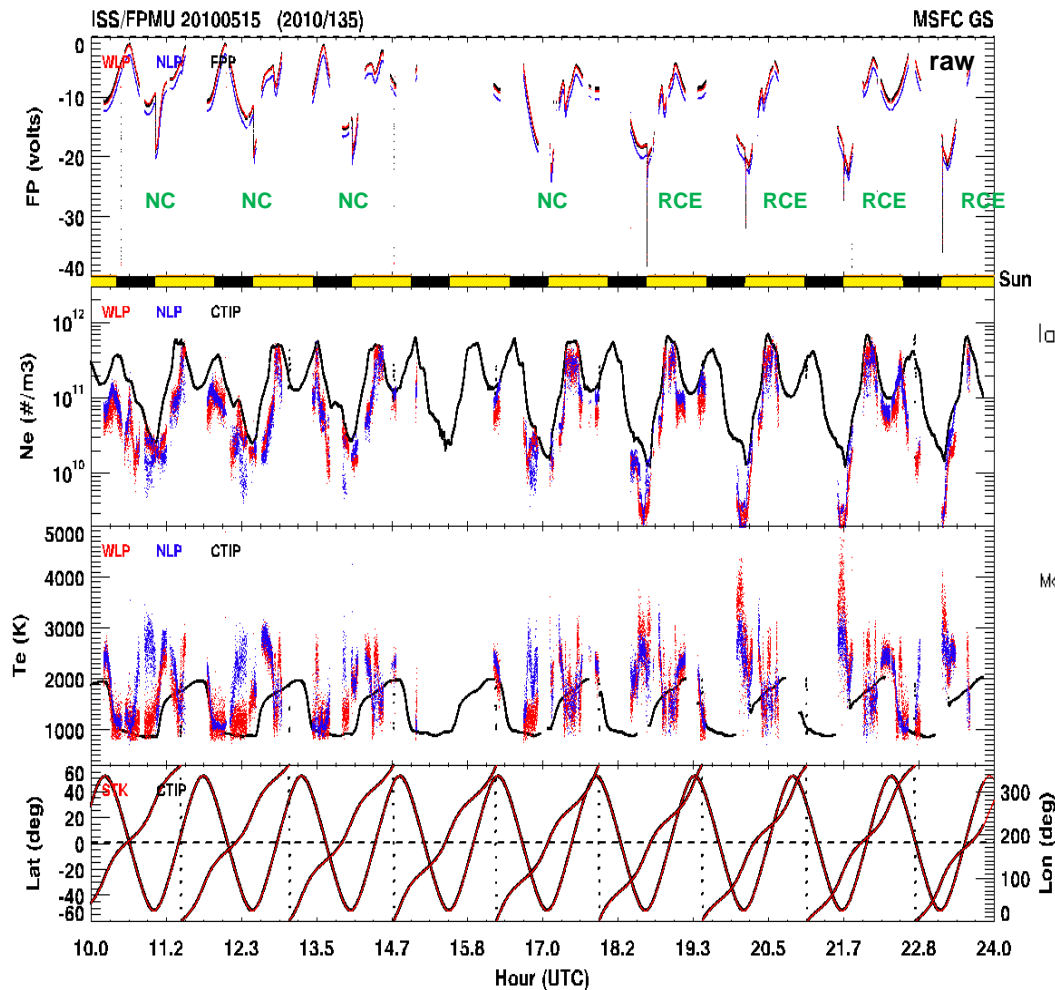 ISS/FPMU 20100515 (2010/135) MSFC GS
WLP NLP FPP raw
FP (volts)
0
-10
-20
-30
-40
NC NC NC NC RCE RCE RCE RCE
Sun
WLP NLP CTIP
Ne (#/m3)
10^12
10^11
10^10
WLP NLP CTIP
Te (K)
5000
4000
3000
2000
1000
STK CTIP
Lat (deg)
60
40
20
0
-20
-40
-60
Lon (deg)
300
200
100
0
10.0 11.2 12.3 13.5 14.7 15.8 17.0 18.2 19.3 20.5 21.7 22.8 24.0
Hour (UTC)